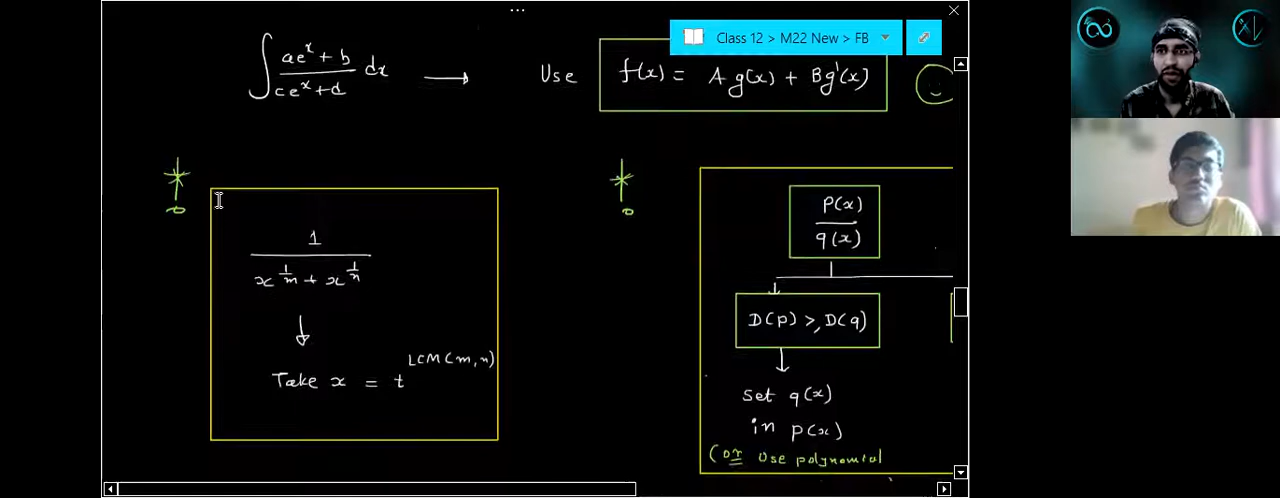 Class 12 > M22 New > FB
∫ (ae^x + b)/(ce^x + d) dx → Use f(x) = A g(x) + B g'(x)
1/(x^(1/m) + x^(1/n))
↓
Take x = t^LCM(m,n)
P(x)/q(x)
D(p) ≥ D(q)
↓
set q(x)
in p(x)
(or Use polynomial